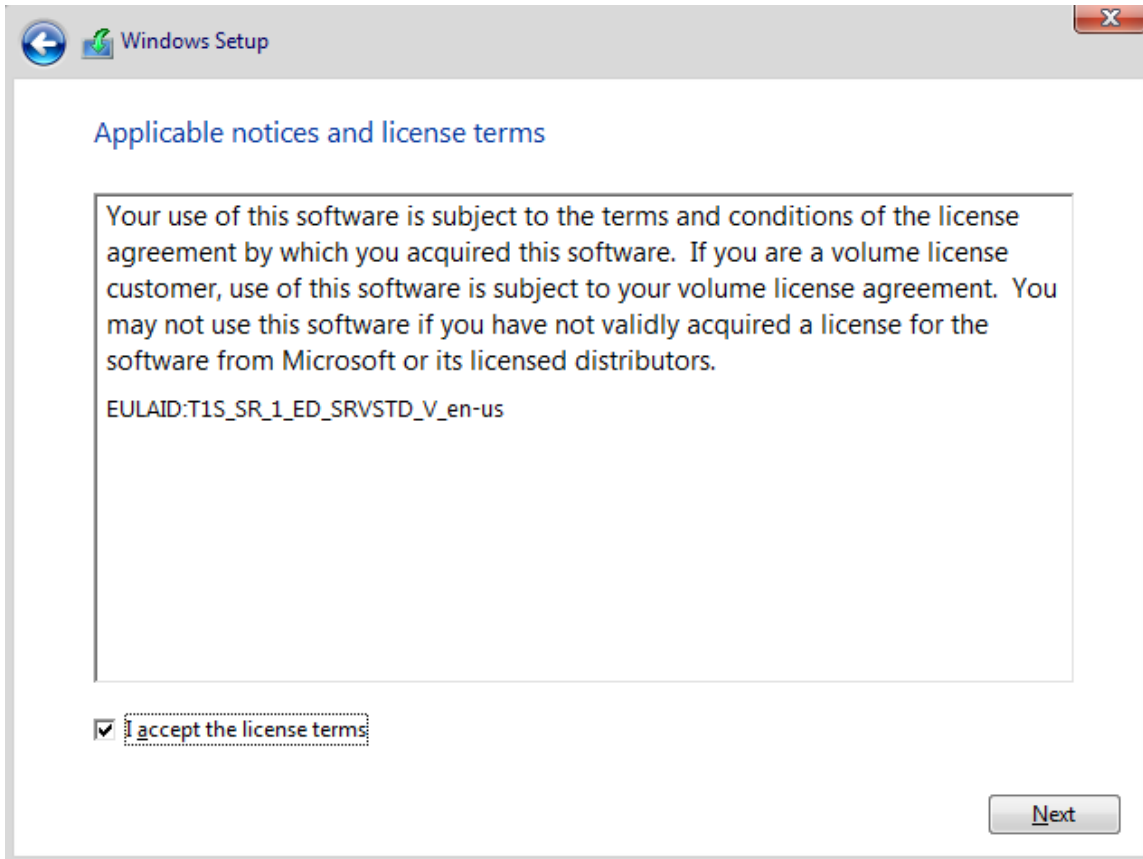 Windows Setup
Applicable notices and license terms
Your use of this software is subject to the terms and conditions of the license
agreement by which you acquired this software.  If you are a volume license
customer, use of this software is subject to your volume license agreement.  You
may not use this software if you have not validly acquired a license for the
software from Microsoft or its licensed distributors.
EULAID:T1S_SR_1_ED_SRVSTD_V_en-us
I accept the license terms
Next